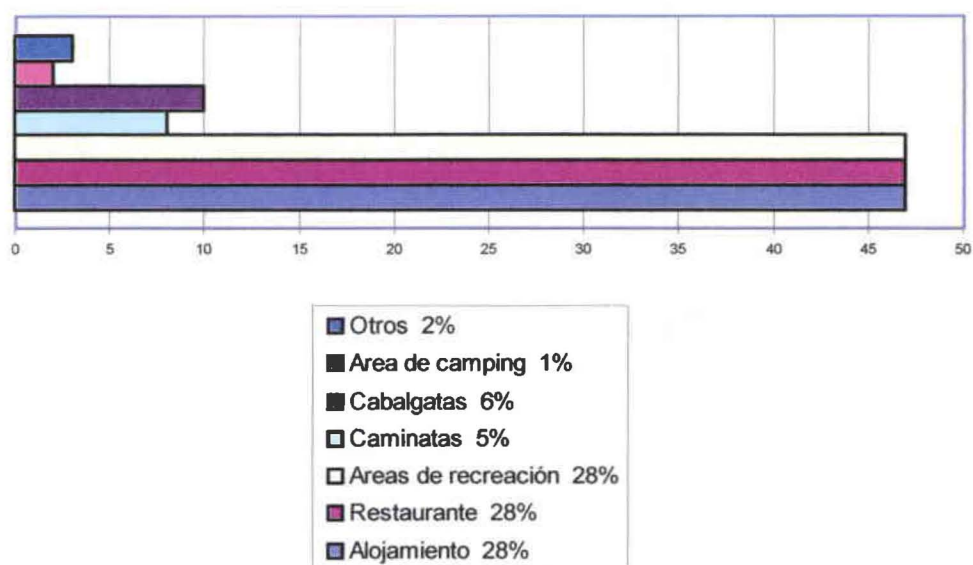 0 5 10 15 20 25 30 35 40 45 50
Otros 2%
Area de camping 1%
Cabalgatas 6%
Caminatas 5%
Areas de recreación 28%
Restaurante 28%
Alojamiento 28%